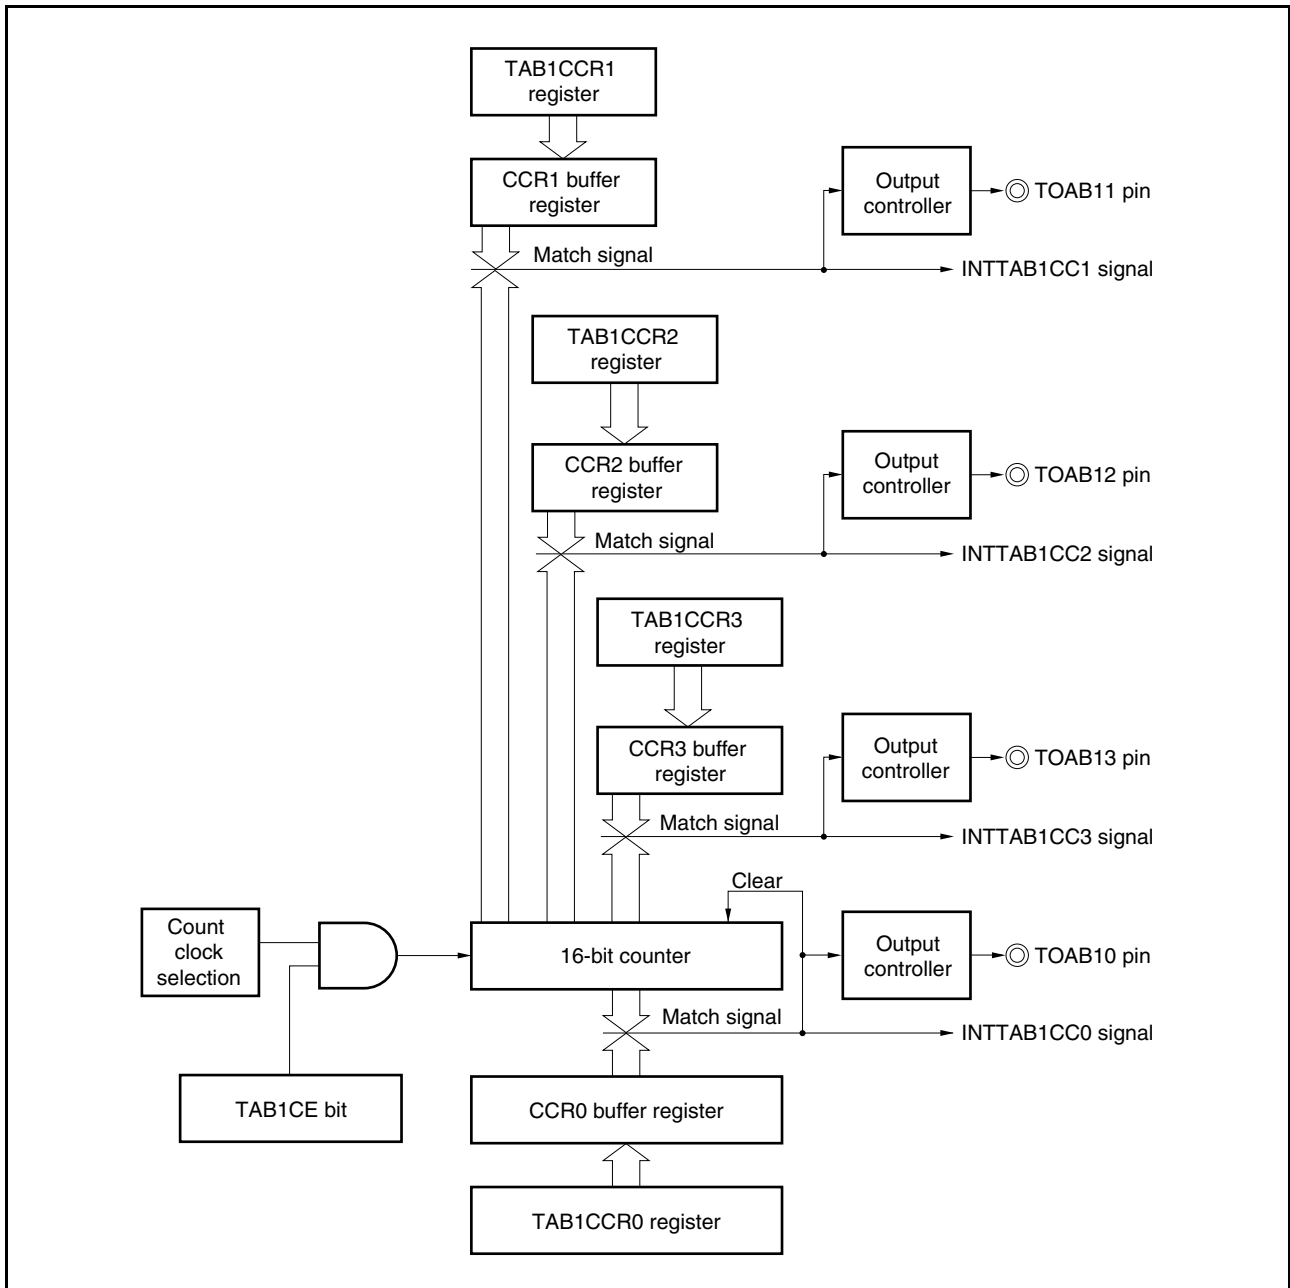 TAB1CCR1
register
CCR1 buffer
register
Output
controller
TOAB11 pin
Match signal
INTTAB1CC1 signal
TAB1CCR2
register
CCR2 buffer
register
Output
controller
TOAB12 pin
Match signal
INTTAB1CC2 signal
TAB1CCR3
register
CCR3 buffer
register
Output
controller
TOAB13 pin
Match signal
INTTAB1CC3 signal
Clear
Count
clock
selection
16-bit counter
Output
controller
TOAB10 pin
Match signal
INTTAB1CC0 signal
TAB1CE bit
CCR0 buffer register
TAB1CCR0 register